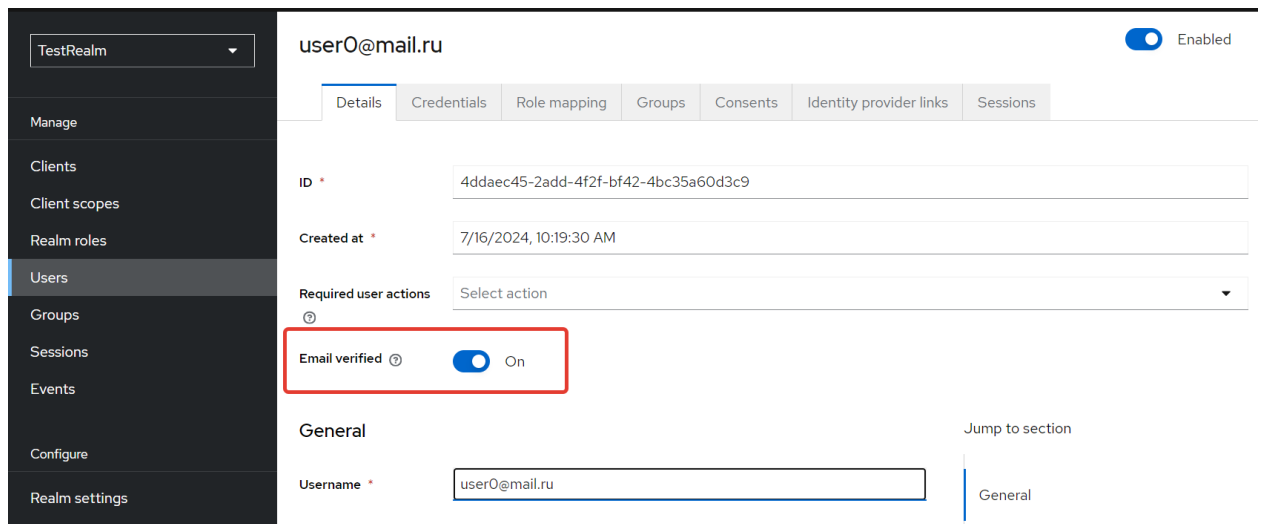 TestRealm
Manage
Clients
Client scopes
Realm roles
Users
Groups
Sessions
Events
Configure
Realm settings
user0@mail.ru
Enabled
Details Credentials Role mapping Groups Consents Identity provider links Sessions
ID *
4ddaec45-2add-4f2f-bf42-4bc35a60d3c9
Created at *
7/16/2024, 10:19:30 AM
Required user actions
Select action
Email verified
On
General
Username *
user0@mail.ru
Jump to section
General